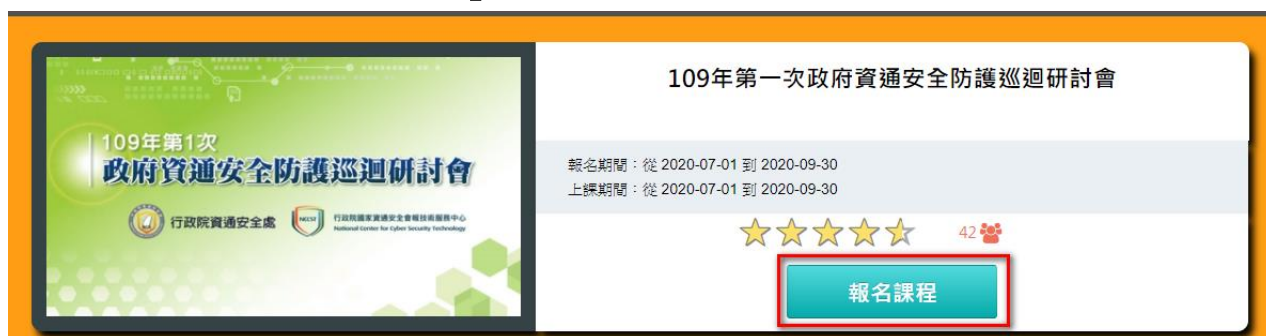 109年第1次
政府資通安全防護巡迴研討會
行政院資通安全處
NCCST
行政院國家資通安全會報技術服務中心
National Center for Cyber Security Technology
109年第一次政府資通安全防護巡迴研討會
報名期間：從 2020-07-01 到 2020-09-30
上課期間：從 2020-07-01 到 2020-09-30
42
報名課程